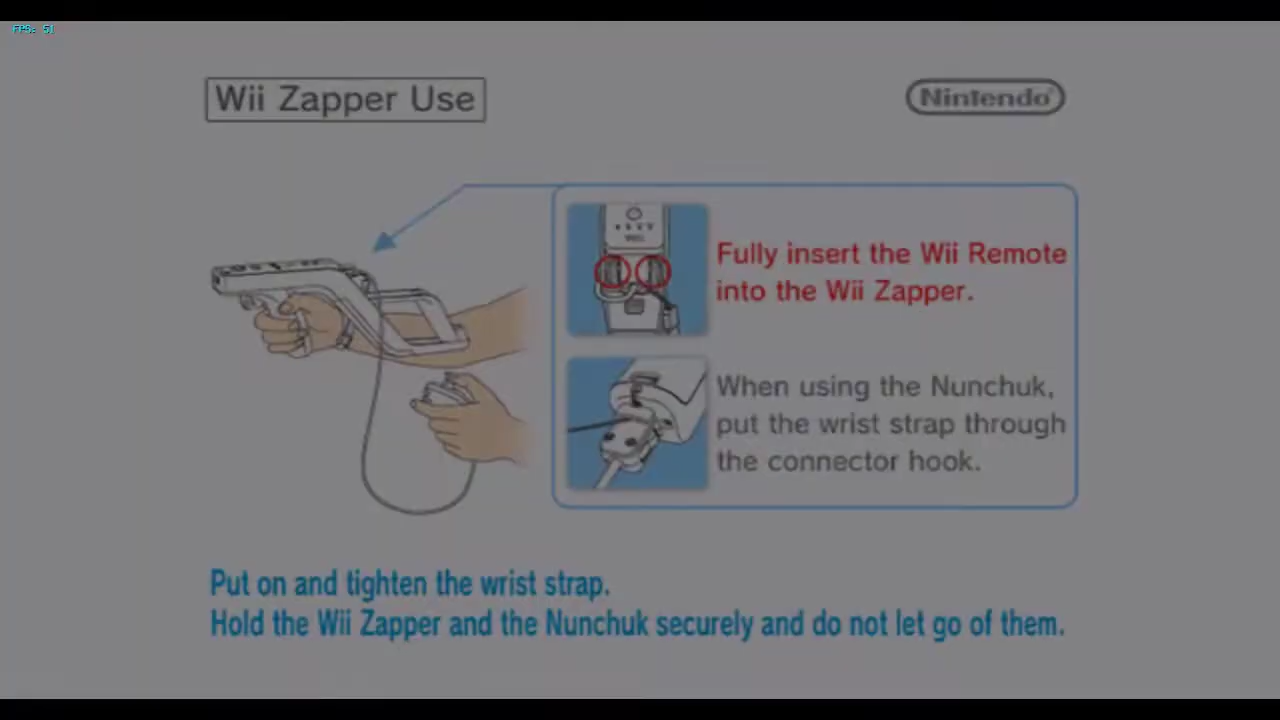 FPS: 51
Wii Zapper Use
Nintendo
Fully insert the Wii Remote
into the Wii Zapper.
When using the Nunchuk,
put the wrist strap through
the connector hook.
Put on and tighten the wrist strap.
Hold the Wii Zapper and the Nunchuk securely and do not let go of them.